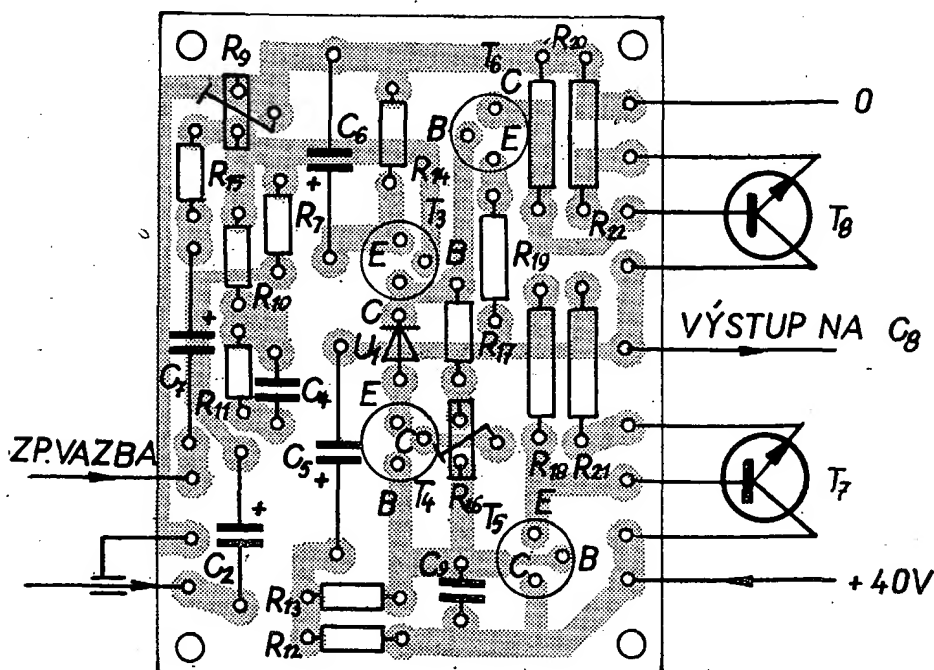 R9
R20
T6
C
0
B
E
C6
+
R15
R14
R7
T3
E
B
R19
R22
T8
R10
C
U1
R17
VÝSTUP NA C8
+
C7
R11
C4
E
C
ZP.VAZBA
C5
+
B
T4
R16
R18
R21
T7
T5
E
+
C2
C9
C
B
+40V
R13
R12